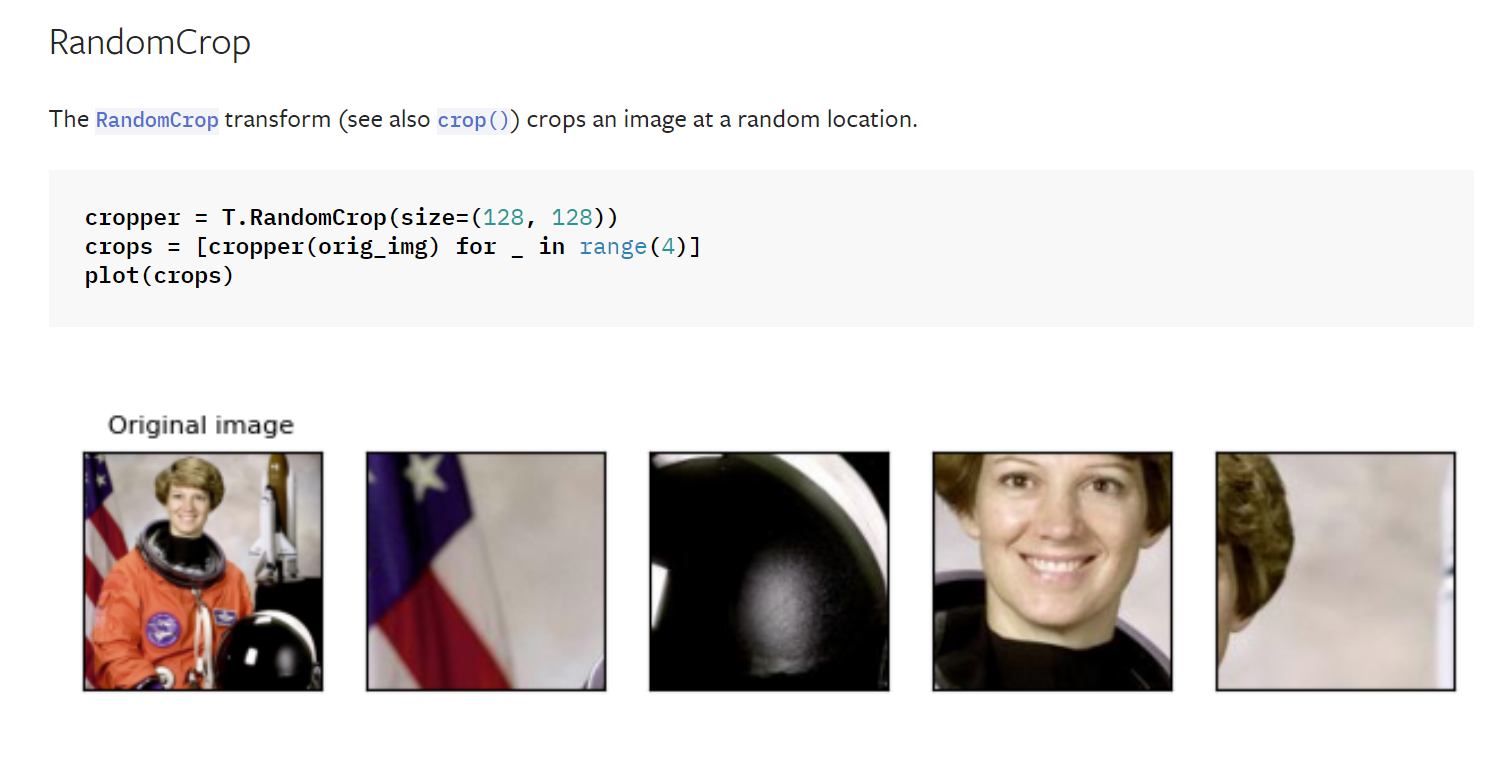 RandomCrop
The RandomCrop transform (see also crop()) crops an image at a random location.
cropper = T.RandomCrop(size=(128, 128))
crops = [cropper(orig_img) for _ in range(4)]
plot(crops)
Original image